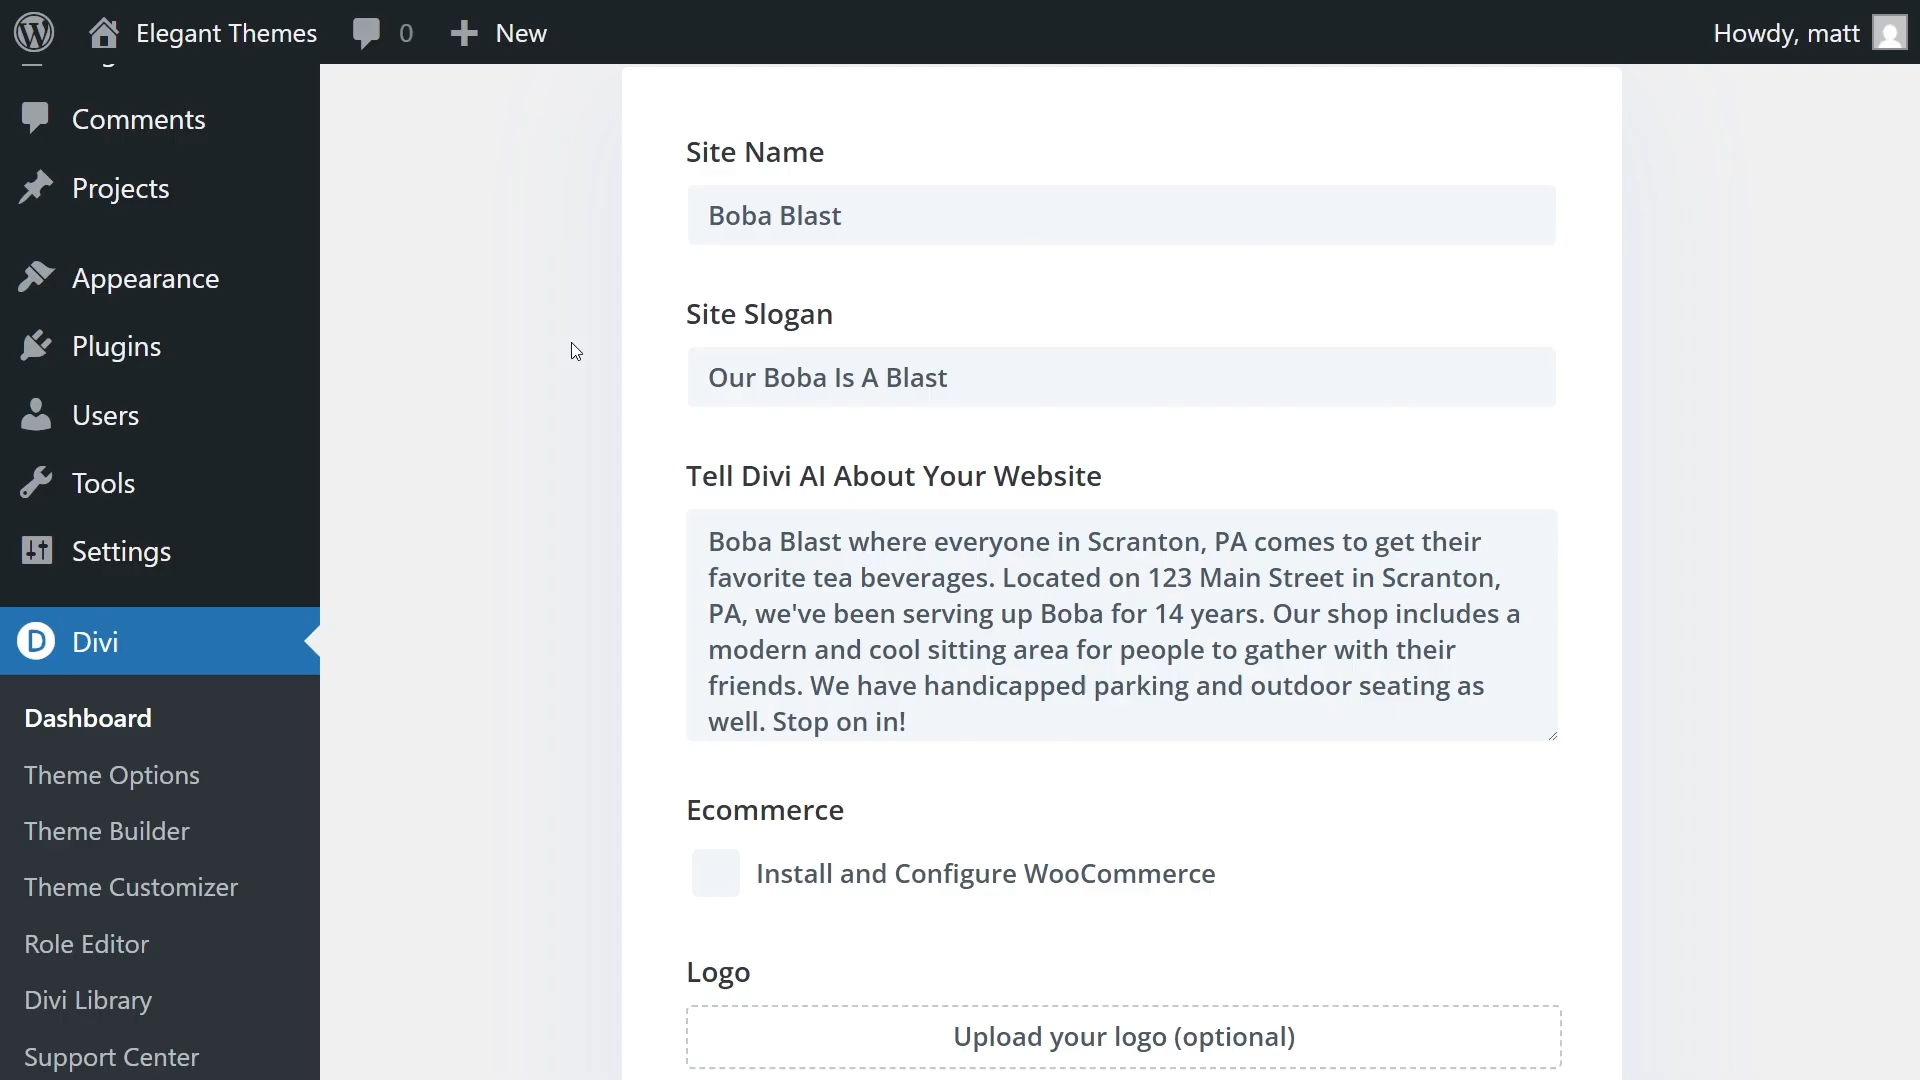 Elegant Themes
0
New
Howdy, matt
Comments
Projects
Appearance
Plugins
Users
Tools
Settings
D
Divi
Dashboard
Theme Options
Theme Builder
Theme Customizer
Role Editor
Divi Library
Support Center
Site Name
Boba Blast
Site Slogan
Our Boba Is A Blast
Tell Divi AI About Your Website
Boba Blast where everyone in Scranton, PA comes to get their
favorite tea beverages. Located on 123 Main Street in Scranton,
PA, we've been serving up Boba for 14 years. Our shop includes a
modern and cool sitting area for people to gather with their
friends. We have handicapped parking and outdoor seating as
well. Stop on in!
Ecommerce
Install and Configure WooCommerce
Logo
Upload your logo (optional)